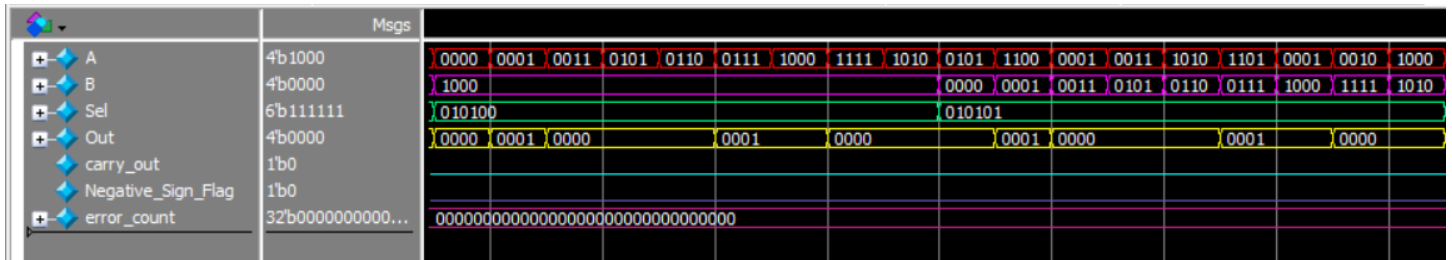 Msgs
A 4'b1000 0000 0001 0011 0101 0110 0111 1000 1111 1010 0101 1100 0001 0011 1010 1101 0001 0010 1000
B 4'b0000 1000 0000 0001 0011 0101 0110 0111 1000 1111 1010
Sel 6'b111111 010100 010101
Out 4'b0000 0000 0001 0000 0001 0000 0001 0000 0001 0000
carry_out 1'b0
Negative_Sign_Flag 1'b0
error_count 32'b0000000000... 00000000000000000000000000000000